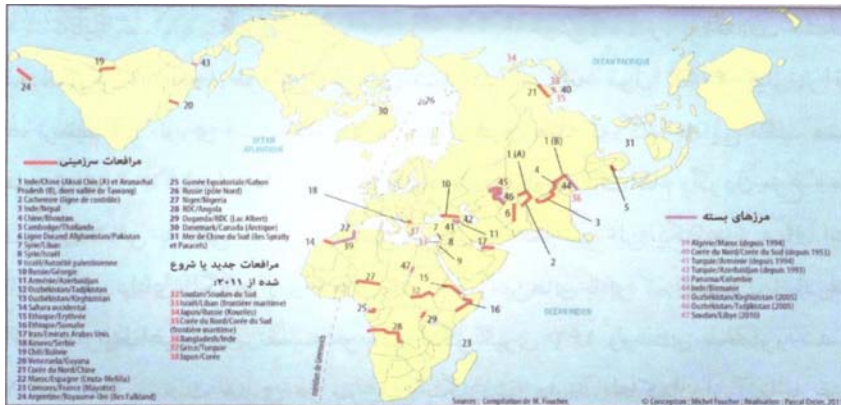 OCÉAN PACIFIQUE
OCÉAN
ATLANTIQUE
OCÉAN INDIEN
مرافعات سرزمینی
1 Inde/Chine (Aksai Chin (A) et Arunachal
Pradesh (B), dont vallée de Tawang)
2 Cachemire (ligne de contrôle)
3 Inde/Népal
4 Chine/Bhoutan
5 Cambodge/Thaïlande
6 Ligne Durand Afghanistan/Pakistan
7 Syrie/Liban
8 Syrie/Israël
9 Israël/Autorité palestinienne
10 Russie/Géorgie
11 Arménie/Azerbaïdjan
12 Ouzbékistan/Tadjikistan
13 Ouzbékistan/Kirghizstan
14 Sahara occidental
15 Ethiopie/Erythrée
16 Ethiopie/Somalie
17 Iran/Emirats Arabes Unis
18 Kosovo/Serbie
19 Chili/Bolivie
20 Venezuela/Guyana
21 Corée du Nord/Chine
22 Maroc/Espagne (Ceuta-Melilla)
23 Comores/France (Mayotte)
24 Argentine/Royaume-Uni (îles Falkland)
25 Guinée Equatoriale/Gabon
26 Russie (pôle Nord)
27 Niger/Nigeria
28 RDC/Angola
29 Ouganda/RDC (Lac Albert)
30 Danemark/Canada (Arctique)
31 Mer de Chine du Sud (îles Spratly
et Paracels)
مرافعات جدید یا شروع
شده از ۲۰۱۱:
32 Soudan/Soudan du Sud
33 Israël/Liban (frontière maritime)
34 Japon/Russie (Kouriles)
35 Corée du Nord/Corée du Sud
(frontière maritime)
36 Bangladesh/Inde
37 Grèce/Turquie
38 Japon/Corée
مرزهای بسته
39 Algérie/Maroc (depuis 1994)
40 Corée du Nord/Corée du Sud (depuis 1953)
41 Turquie/Arménie (depuis 1994)
42 Turquie/Azerbaïdjan (depuis 1993)
43 Panama/Colombie
44 Inde/Birmanie
45 Ouzbékistan/Kirghizstan (2005)
46 Ouzbékistan/Tadjikistan (2005)
47 Soudan/Libye (2010)
Sources : Compilation de M. Foucher.
© Conception : Michel Foucher ; Réalisation : Pascal Orcier, 2011